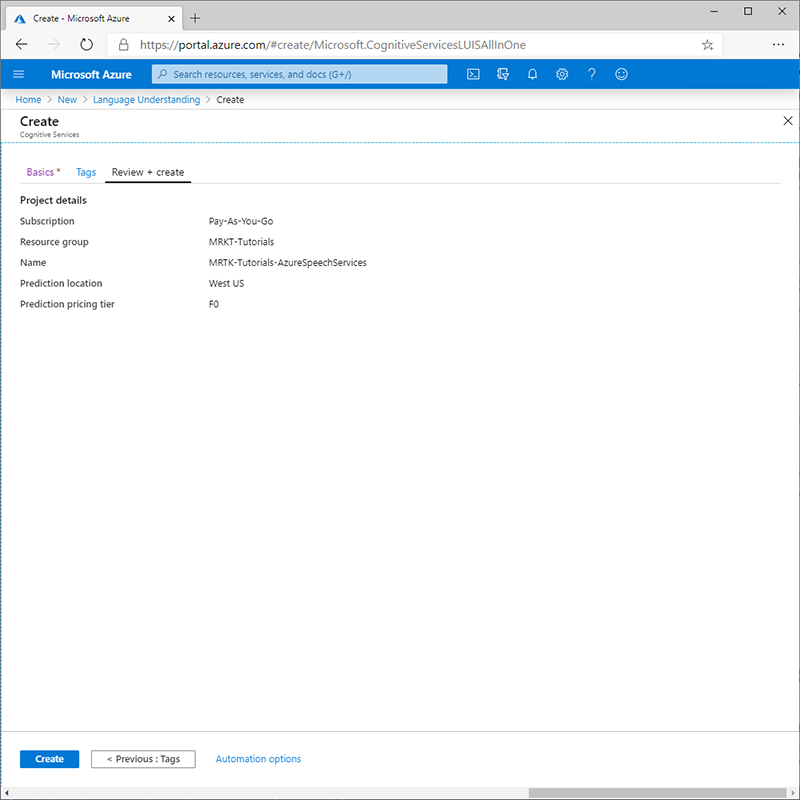 Create - Microsoft Azure
https://portal.azure.com/#create/Microsoft.CognitiveServicesLUISAllInOne
Microsoft Azure Search resources, services, and docs (G+/)
Home > New > Language Understanding > Create
Create
Cognitive Services
Basics * Tags Review + create
Project details
Subscription Pay-As-You-Go
Resource group MRKT-Tutorials
Name MRTK-Tutorials-AzureSpeechServices
Prediction location West US
Prediction pricing tier F0
Create < Previous : Tags Automation options